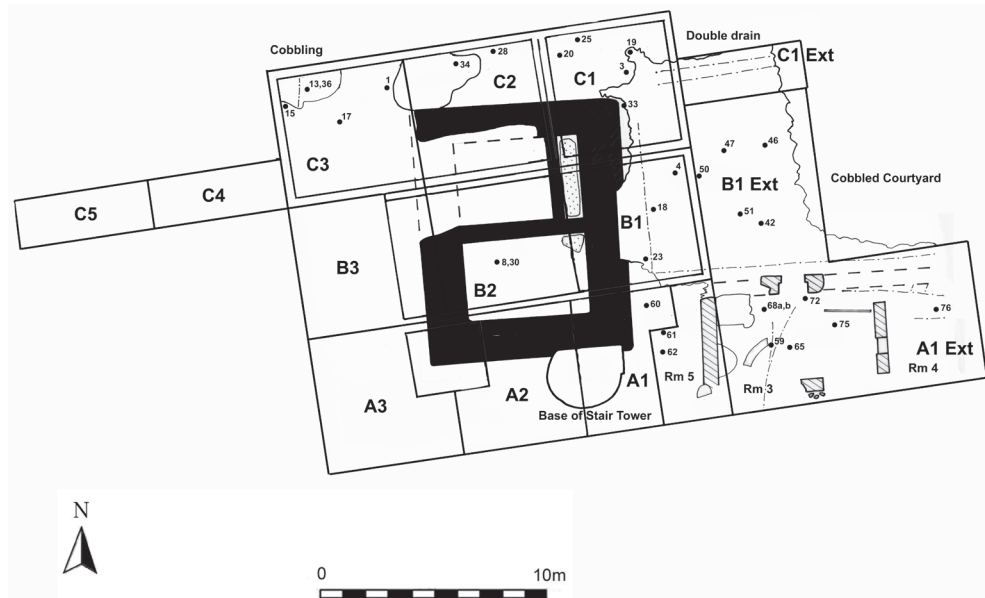 Cobbling
Double drain
25
19
28
20
34
C1 Ext
C2
C1
3
13,36
1
15
33
17
47
46
C3
4
50
B1 Ext
Cobbled Courtyard
C4
C5
18
51
42
B1
B3
8,30
23
B2
60
72
68a,b
76
61
75
59
65
62
A1 Ext
Rm 5
Rm 4
Rm 3
A1
A2
A3
Base of Stair Tower
N
0
10m